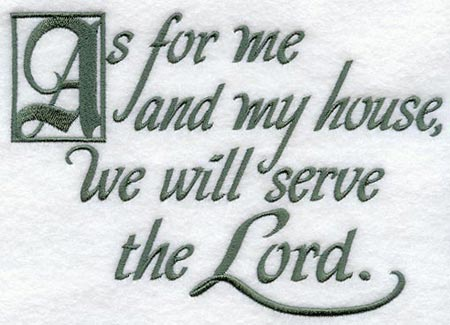 As for me
and my house,
We will serve
the Lord.